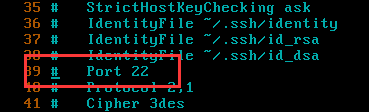 35 #   StrictHostKeyChecking ask
36 #   IdentityFile ~/.ssh/identity
37 #   IdentityFile ~/.ssh/id_rsa
38 #   IdentityFile ~/.ssh/id_dsa
39 #   Port 22
40 #   Protocol 2,1
41 #   Cipher 3des